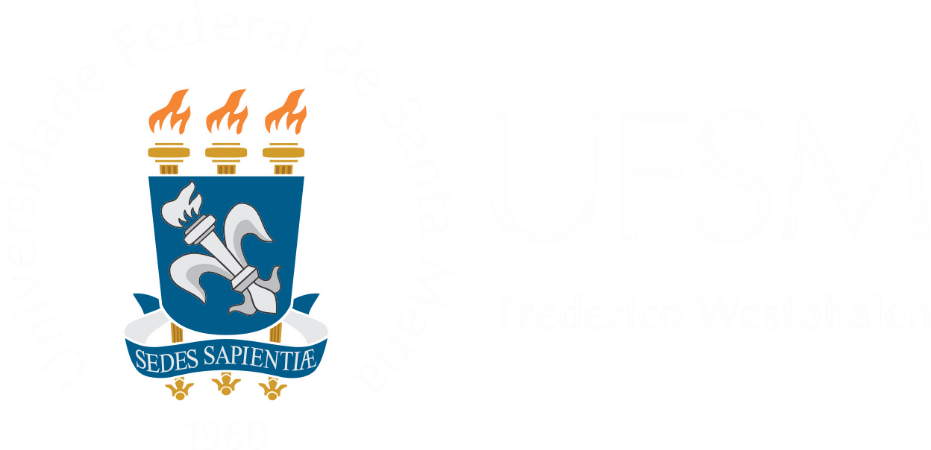 Universidade Federal de Santa Maria
UFSM
Frederico Westphalen
SEDES SAPIENTIÆ
1960